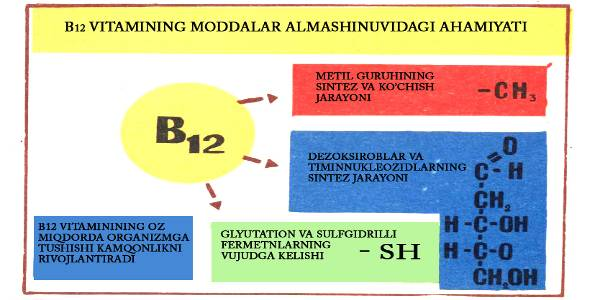 B12 VITAMINING MODDALAR ALMASHINUVIDAGI AHAMIYATI
METIL GURUHINING
SINTEZ VA KO'CHISH
JARAYONI
-CH3
B12
DEZOKSIROBLAR VA
TIMINNUKLEOZIDLARNING
SINTEZ JARAYONI
O
C - H
CH2
H - C - OH
H - C - O
CH2OH
B12 VITAMINNING OZ
MIQDORDA ORGANIZMGA
TUSHISHI KAMQONLIKNI
RIVOJLANTIRADI
GLYUTATION VA SULFGIDRILLI
FERMETNLARNING
VUJUDGA KELISHI
- SH